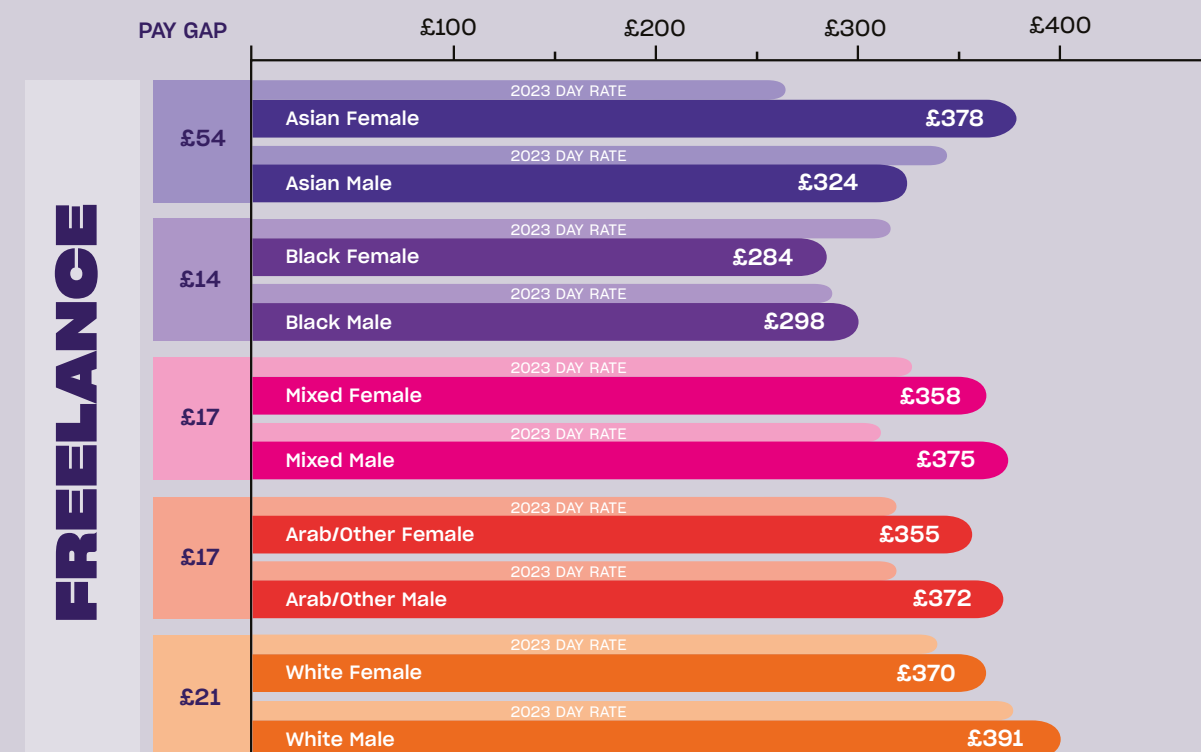 PAY GAP £100 £200 £300 £400
FREELANCE
£54
2023 DAY RATE
Asian Female £378
2023 DAY RATE
Asian Male £324
£14
2023 DAY RATE
Black Female £284
2023 DAY RATE
Black Male £298
£17
2023 DAY RATE
Mixed Female £358
2023 DAY RATE
Mixed Male £375
£17
2023 DAY RATE
Arab/Other Female £355
2023 DAY RATE
Arab/Other Male £372
£21
2023 DAY RATE
White Female £370
2023 DAY RATE
White Male £391